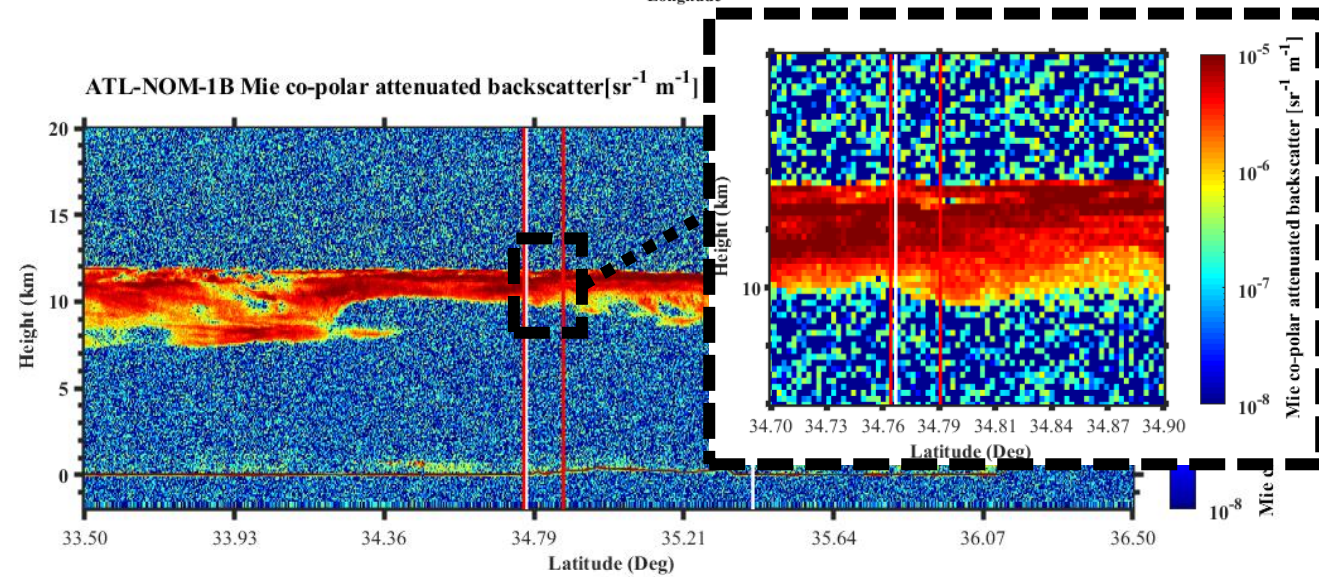 Longitude
ATL-NOM-1B Mie co-polar attenuated backscatter[sr-1 m-1]
20
15
10
5
0
Height (km)
33.50 33.93 34.36 34.79 35.21 35.64 36.07 36.50
Latitude (Deg)
10
Height (km)
34.70 34.73 34.76 34.79 34.81 34.84 34.87 34.90
Latitude (Deg)
10-5
10-6
10-7
10-8
Mie co-polar attenuated backscatter [sr-1 m-1]
10-8
Mie c